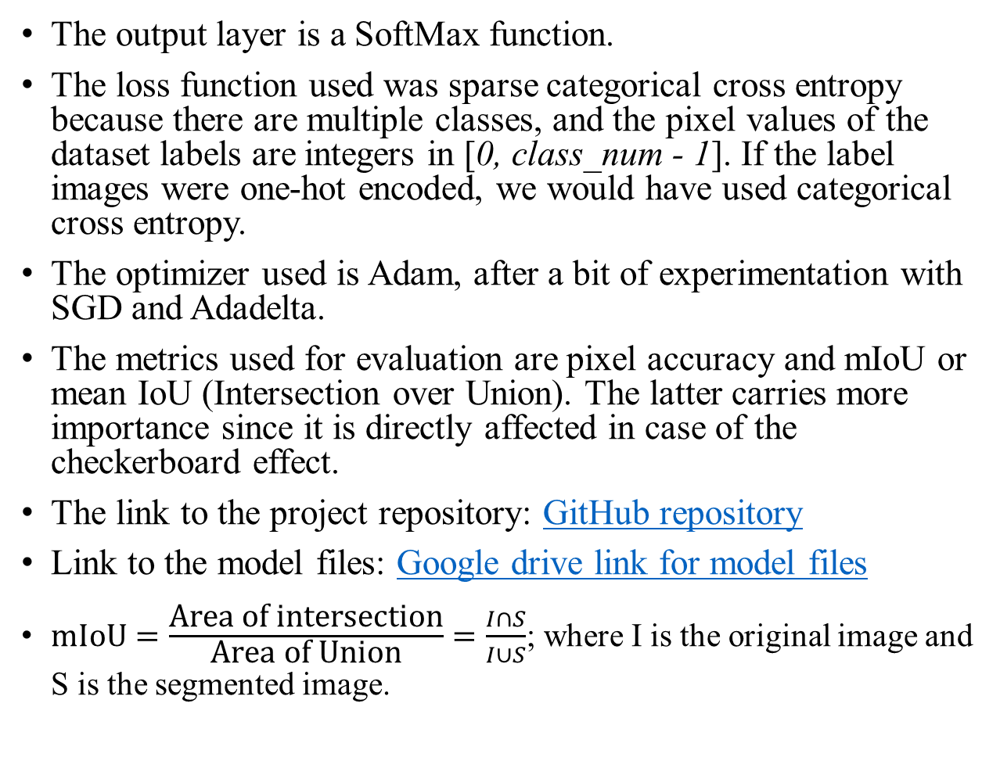 • The output layer is a SoftMax function.
• The loss function used was sparse categorical cross entropy
because there are multiple classes, and the pixel values of the
dataset labels are integers in [0, class_num - 1]. If the label
images were one-hot encoded, we would have used categorical
cross entropy.
• The optimizer used is Adam, after a bit of experimentation with
SGD and Adadelta.
• The metrics used for evaluation are pixel accuracy and mIoU or
mean IoU (Intersection over Union). The latter carries more
importance since it is directly affected in case of the
checkerboard effect.
• The link to the project repository: GitHub repository
• Link to the model files: Google drive link for model files
• mIoU = Area of intersection / Area of Union = I∩S / I∪S; where I is the original image and
S is the segmented image.